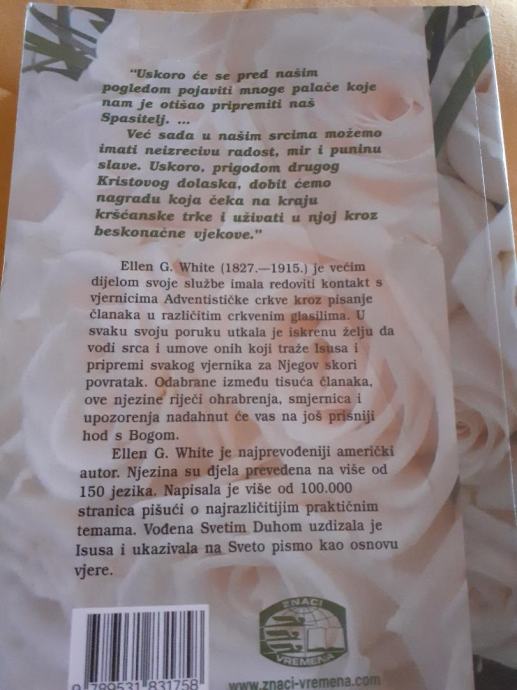 "Uskoro će se pred našim
pogledom pojaviti mnoge palače koje
nam je otišao pripremiti naš
Spasitelj. ...
Već sada u našim srcima možemo
imati neizrecivu radost, mir i puninu
slave. Uskoro, prigodom drugog
Kristovog dolaska, dobit ćemo
nagradu koja čeka na kraju
kršćanske trke i uživati u njoj kroz
beskonačne vjekove."
Ellen G. White (1827.—1915.) je većim
dijelom svoje službe imala redoviti kontakt s
vjernicima Adventističke crkve kroz pisanje
članaka u različitim crkvenim glasilima. U
svaku svoju poruku utkala je iskrenu želju da
vodi srca i umove onih koji traže Isusa i
pripremi svakog vjernika za Njegov skori
povratak. Odabrane između tisuća članaka,
ove njezine riječi ohrabrenja, smjernica i
upozorenja nadahnut će vas na još prisniji
hod s Bogom.
Ellen G. White je najprevođeniji američki
autor. Njezina su djela prevedena na više od
150 jezika. Napisala je više od 100.000
stranica pišući o najrazličitijim praktičnim
temama. Vođena Svetim Duhom uzdizala je
Isusa i ukazivala na Sveto pismo kao osnovu
vjere.
ZNACI
VREMENA
9 789531 831758
www.znaci-vremena.com